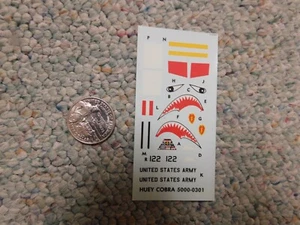 F H
H J
B C
L E
F G
A D
M
R 122 122
K
UNITED STATES ARMY
UNITED STATES ARMY
HUEY COBRA 5000-0301